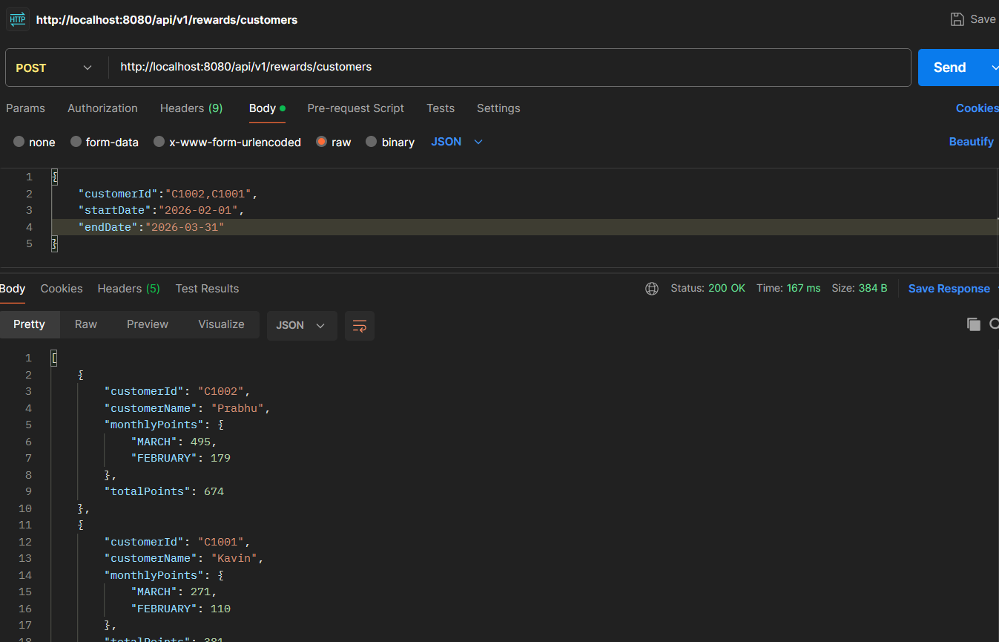 HTTP http://localhost:8080/api/v1/rewards/customers Save
POST http://localhost:8080/api/v1/rewards/customers Send
Params Authorization Headers (9) Body Pre-request Script Tests Settings Cookies
none form-data x-www-form-urlencoded raw binary JSON Beautify
1 {
2 "customerId":"C1002,C1001",
3 "startDate":"2026-02-01",
4 "endDate":"2026-03-31"
5 }
Body Cookies Headers (5) Test Results Status: 200 OK Time: 167 ms Size: 384 B Save Response
Pretty Raw Preview Visualize JSON
1 [
2 {
3 "customerId": "C1002",
4 "customerName": "Prabhu",
5 "monthlyPoints": {
6 "MARCH": 495,
7 "FEBRUARY": 179
8 },
9 "totalPoints": 674
10 },
11 {
12 "customerId": "C1001",
13 "customerName": "Kavin",
14 "monthlyPoints": {
15 "MARCH": 271,
16 "FEBRUARY": 110
17 },
18 "totalPoints": 381